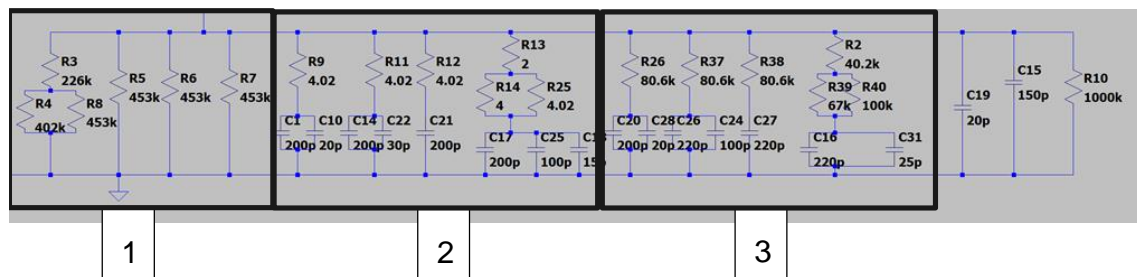 R3
226k
R4
402k
R8
453k
R5
453k
R6
453k
R7
453k
R9
4.02
C1
200p
C10
20p
R11
4.02
C14
200p
C22
30p
R12
4.02
C21
200p
R13
2
R14
4
R25
4.02
C17
200p
C25
100p
R26
80.6k
C20
200p
C28
20p
R37
80.6k
C26
220p
C24
100p
R38
80.6k
C27
220p
R2
40.2k
R39
67k
R40
100k
C16
220p
C31
25p
C19
20p
C15
150p
R10
1000k
1
2
3